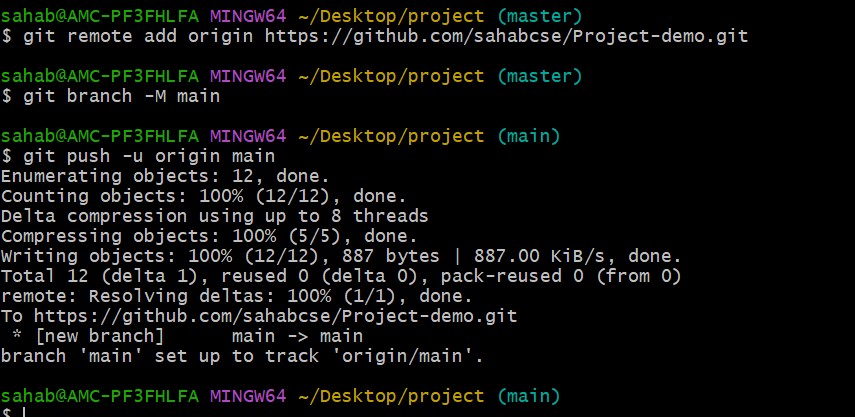 sahab@AMC-PF3FHLFA MINGW64 ~/Desktop/project (master)
$ git remote add origin https://github.com/sahabcse/Project-demo.git
sahab@AMC-PF3FHLFA MINGW64 ~/Desktop/project (master)
$ git branch -M main
sahab@AMC-PF3FHLFA MINGW64 ~/Desktop/project (main)
$ git push -u origin main
Enumerating objects: 12, done.
Counting objects: 100% (12/12), done.
Delta compression using up to 8 threads
Compressing objects: 100% (5/5), done.
Writing objects: 100% (12/12), 887 bytes | 887.00 KiB/s, done.
Total 12 (delta 1), reused 0 (delta 0), pack-reused 0 (from 0)
remote: Resolving deltas: 100% (1/1), done.
To https://github.com/sahabcse/Project-demo.git
 * [new branch]      main -> main
branch 'main' set up to track 'origin/main'.
sahab@AMC-PF3FHLFA MINGW64 ~/Desktop/project (main)
$